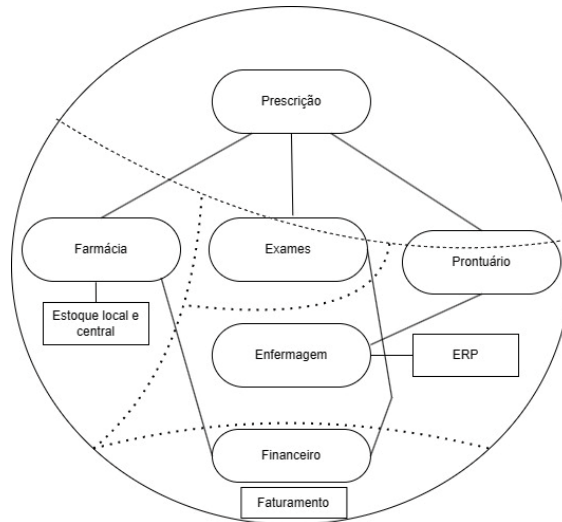 Prescrição
Farmácia
Exames
Prontuário
Estoque local e
central
Enfermagem
ERP
Financeiro
Faturamento